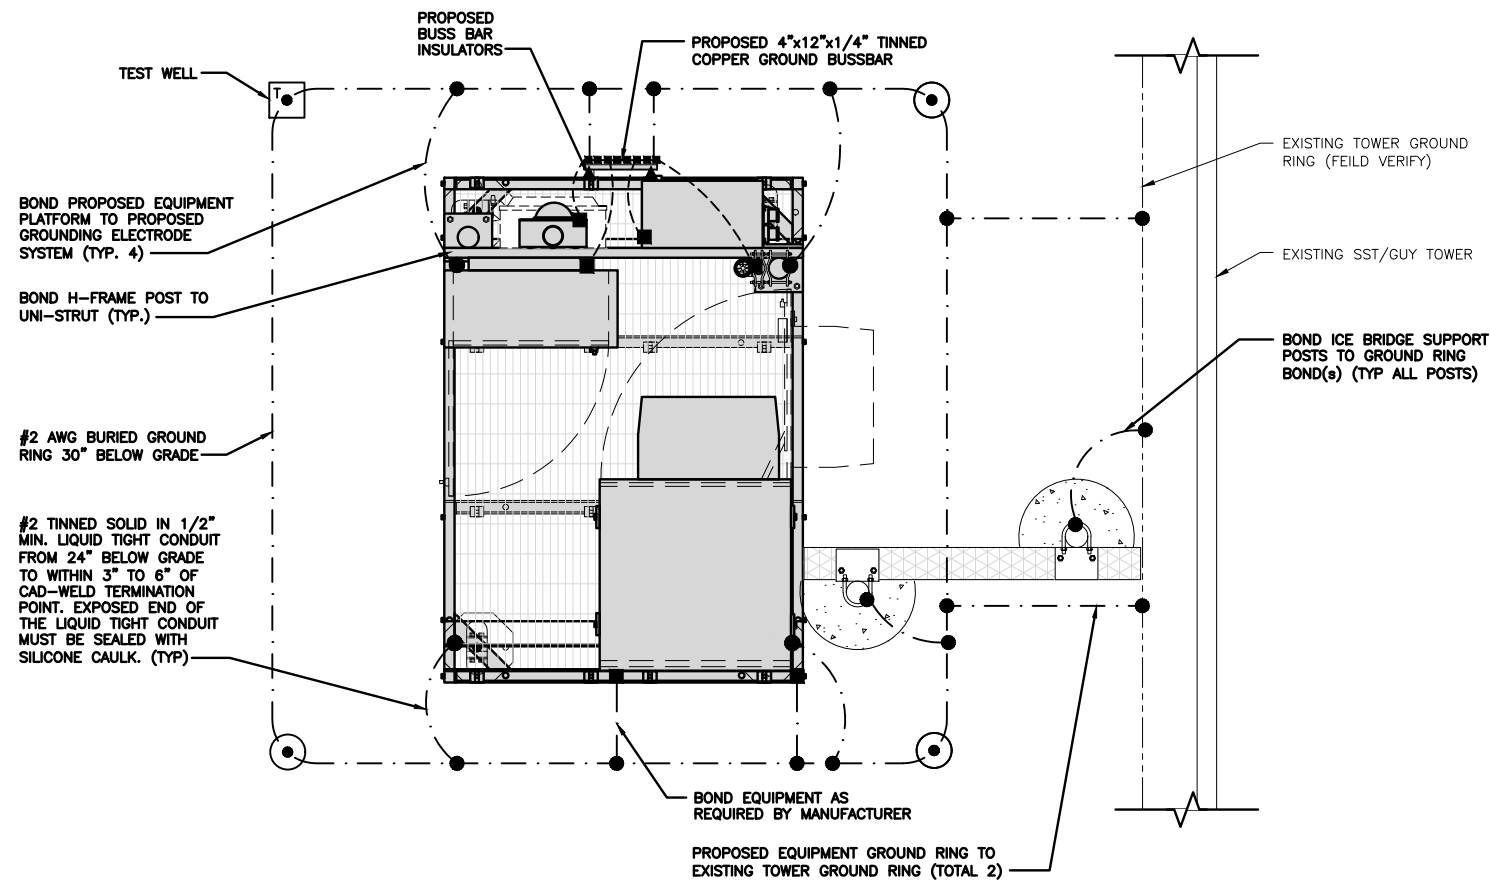 PROPOSED
BUSS BAR
INSULATORS
PROPOSED 4"x12"x1/4" TINNED
COPPER GROUND BUSSBAR
TEST WELL
T
EXISTING TOWER GROUND
RING (FEILD VERIFY)
BOND PROPOSED EQUIPMENT
PLATFORM TO PROPOSED
GROUNDING ELECTRODE
SYSTEM (TYP. 4)
EXISTING SST/GUY TOWER
BOND H-FRAME POST TO
UNI-STRUT (TYP.)
BOND ICE BRIDGE SUPPORT
POSTS TO GROUND RING
BOND(s) (TYP ALL POSTS)
#2 AWG BURIED GROUND
RING 30" BELOW GRADE
#2 TINNED SOLID IN 1/2"
MIN. LIQUID TIGHT CONDUIT
FROM 24" BELOW GRADE
TO WITHIN 3" TO 6" OF
CAD-WELD TERMINATION
POINT. EXPOSED END OF
THE LIQUID TIGHT CONDUIT
MUST BE SEALED WITH
SILICONE CAULK. (TYP)
BOND EQUIPMENT AS
REQUIRED BY MANUFACTURER
PROPOSED EQUIPMENT GROUND RING TO
EXISTING TOWER GROUND RING (TOTAL 2)